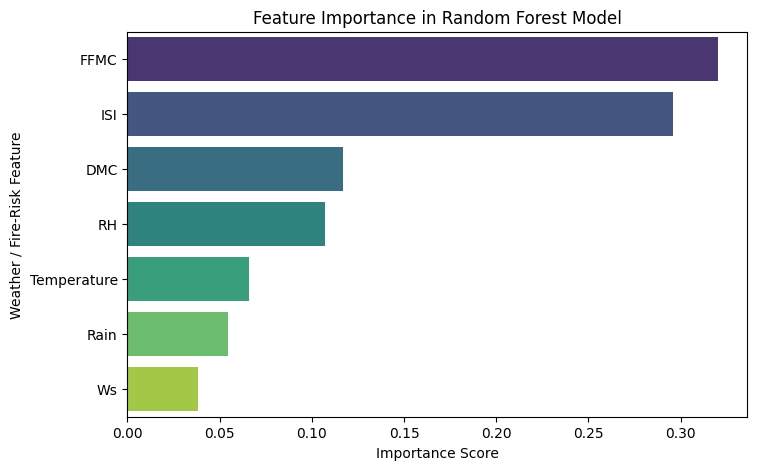 Feature Importance in Random Forest Model
Weather / Fire-Risk Feature
FFMC
ISI
DMC
RH
Temperature
Rain
Ws
0.00 0.05 0.10 0.15 0.20 0.25 0.30
Importance Score